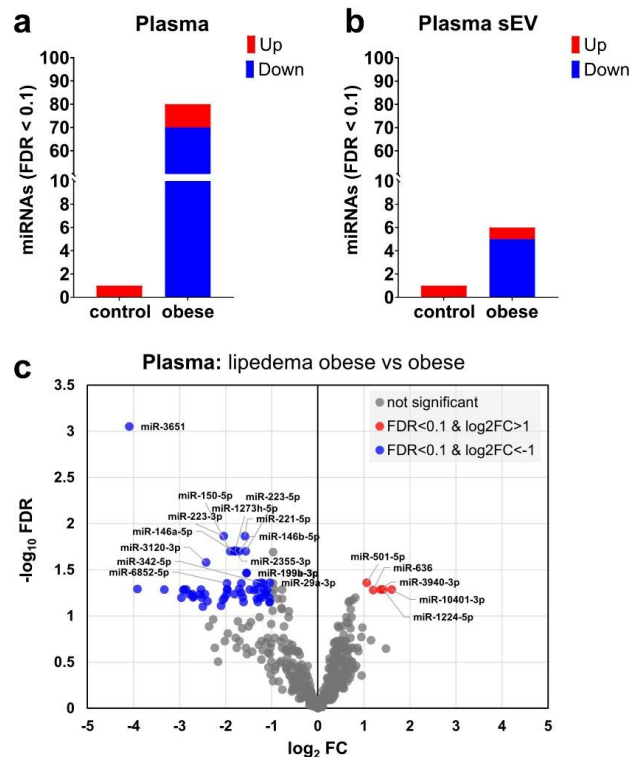 a
Plasma
Up
Down
miRNAs (FDR < 0.1)
100
90
80
70
60
50
10
8
6
4
2
0
control obese
b
Plasma sEV
Up
Down
miRNAs (FDR < 0.1)
100
90
80
70
60
50
10
8
6
4
2
0
control obese
c
Plasma: lipedema obese vs obese
-log10 FDR
3.5
3
2.5
2
1.5
1
0.5
0
not significant
FDR<0.1 & log2FC>1
FDR<0.1 & log2FC<-1
miR-3651
miR-150-5p
miR-223-5p
miR-1273h-5p
miR-223-3p
miR-221-5p
miR-146a-5p
miR-146b-5p
miR-3120-3p
miR-2355-3p
miR-342-5p
miR-199b-3p
miR-6852-5p
miR-29a-3p
miR-501-5p
miR-636
miR-3940-3p
miR-10401-3p
miR-1224-5p
-5 -4 -3 -2 -1 0 1 2 3 4 5
log2 FC